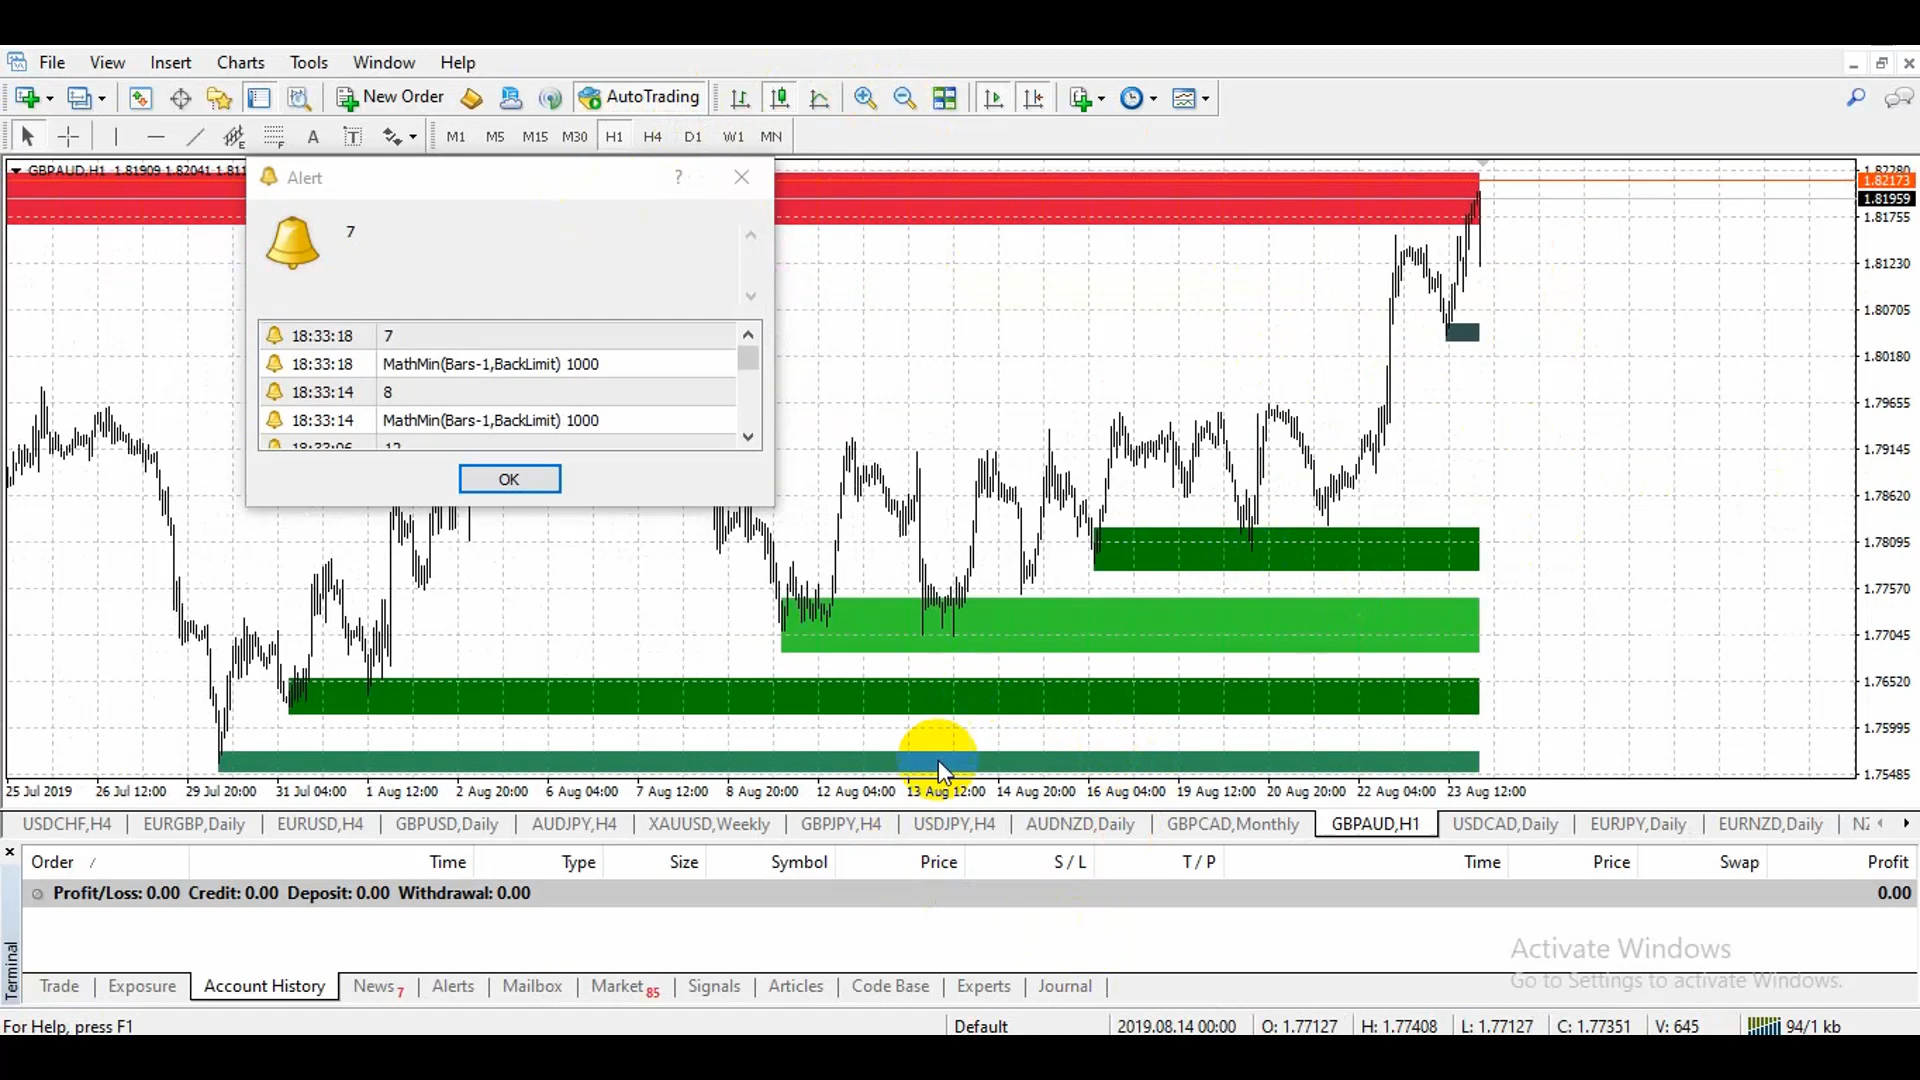 File View Insert Charts Tools Window Help
New Order AutoTrading
A M1 M5 M15 M30 H1 H4 D1 W1 MN
GBPAUD,H1 1.81909 1.82041
Alert
7
18:33:18 7
18:33:18 MathMin(Bars-1,BackLimit) 1000
18:33:14 8
18:33:14 MathMin(Bars-1,BackLimit) 1000
18:33:06 12
OK
1.82280
1.82173
1.81959
1.81755
1.81230
1.80705
1.80180
1.79655
1.79145
1.78620
1.78095
1.77570
1.77045
1.76520
1.75995
1.75485
25 Jul 2019 26 Jul 12:00 29 Jul 20:00 31 Jul 04:00 1 Aug 12:00 2 Aug 20:00 6 Aug 04:00 7 Aug 12:00 8 Aug 20:00 12 Aug 04:00 13 Aug 12:00 14 Aug 20:00 16 Aug 04:00 19 Aug 12:00 20 Aug 20:00 22 Aug 04:00 23 Aug 12:00
USDCHF,H4 EURGBP,Daily EURUSD,H4 GBPUSD,Daily AUDJPY,H4 XAUUSD,Weekly GBPJPY,H4 USDJPY,H4 AUDNZD,Daily GBPCAD,Monthly GBPAUD,H1 USDCAD,Daily EURJPY,Daily EURNZD,Daily NZ
Order / Time Type Size Symbol Price S / L T / P Time Price Swap Profit
Profit/Loss: 0.00 Credit: 0.00 Deposit: 0.00 Withdrawal: 0.00 0.00
Activate Windows
Go to Settings to activate Windows.
Terminal
Trade Exposure Account History News 7 Alerts Mailbox Market 85 Signals Articles Code Base Experts Journal
For Help, press F1 Default 2019.08.14 00:00 O: 1.77127 H: 1.77408 L: 1.77127 C: 1.77351 V: 645 94/1 kb